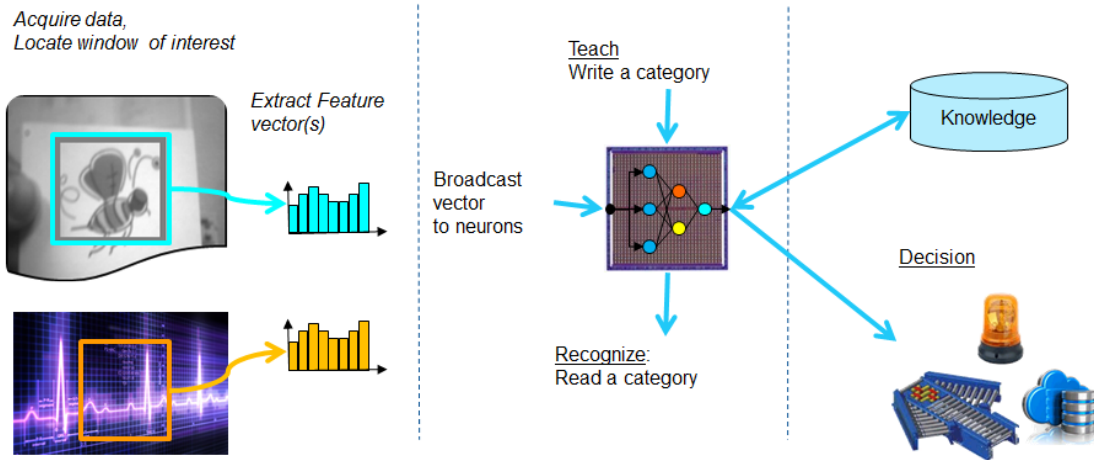 Acquire data,
Locate window of interest
Extract Feature
vector(s)
Broadcast
vector
to neurons
Teach
Write a category
Recognize:
Read a category
Knowledge
Decision